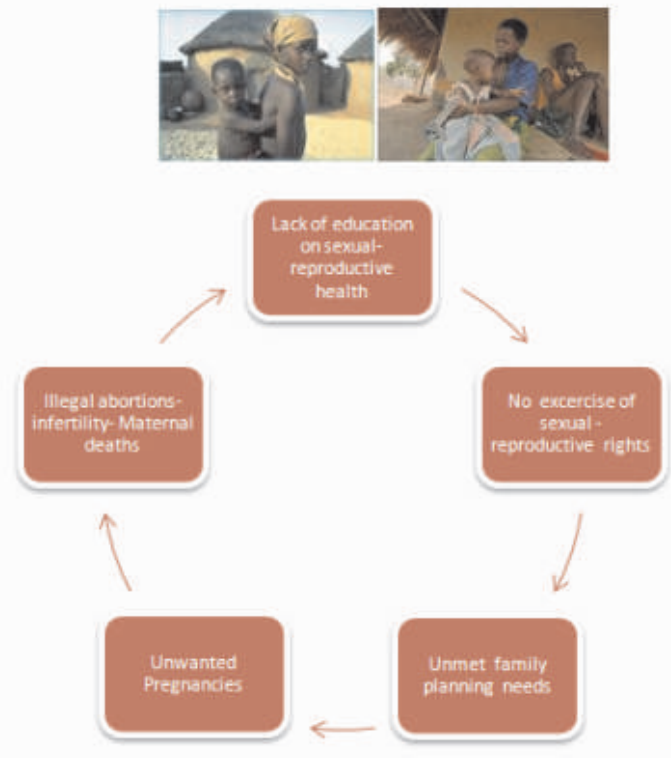 Lack of education
on sexual-
reproductive
health
No excercise of
sexual -
reproductive rights
Unmet family
planning needs
Unwanted
Pregnancies
Illegal abortions-
infertility- Maternal
deaths